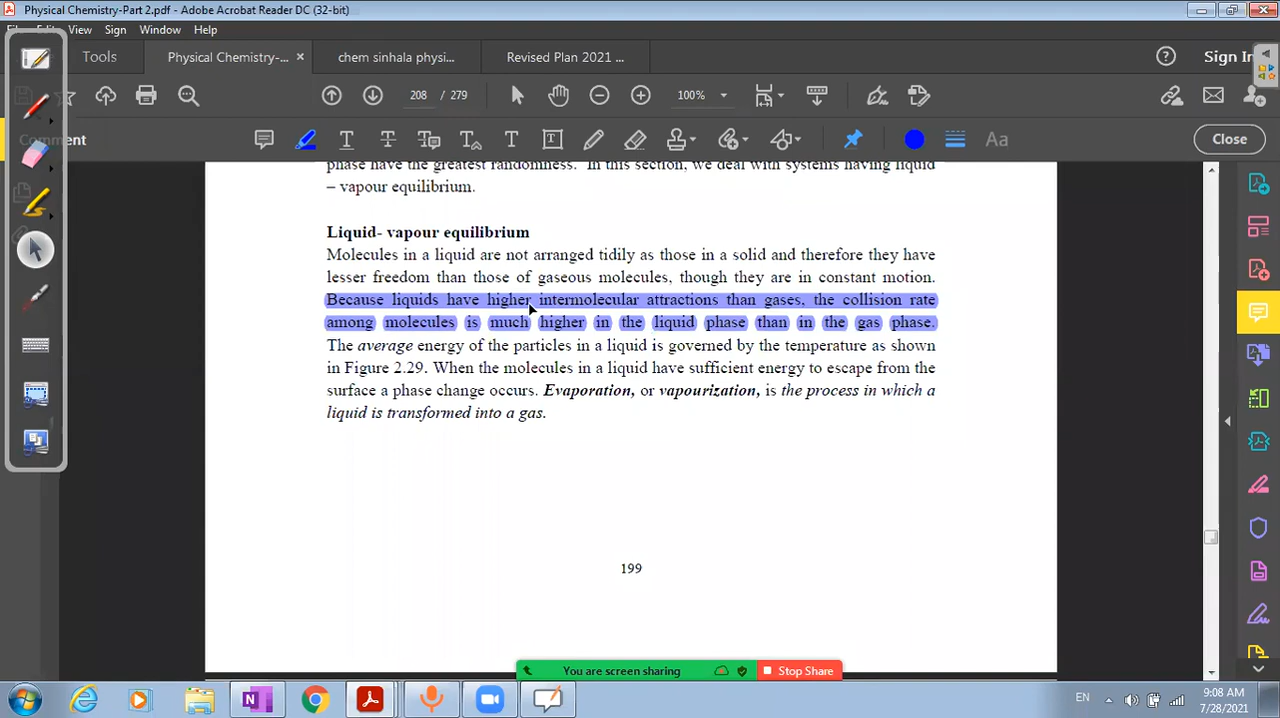 Physical Chemistry-Part 2.pdf - Adobe Acrobat Reader DC (32-bit)
View Sign Window Help
Tools Physical Chemistry-... × chem sinhala physi... Revised Plan 2021 ... Sign In
208 / 279 100%
Comment Aa Close
phase have the greatest randomness. In this section, we deal with systems having liquid
– vapour equilibrium.
Liquid- vapour equilibrium
Molecules in a liquid are not arranged tidily as those in a solid and therefore they have
lesser freedom than those of gaseous molecules, though they are in constant motion.
Because liquids have higher intermolecular attractions than gases, the collision rate
among molecules is much higher in the liquid phase than in the gas phase.
The average energy of the particles in a liquid is governed by the temperature as shown
in Figure 2.29. When the molecules in a liquid have sufficient energy to escape from the
surface a phase change occurs. Evaporation, or vapourization, is the process in which a
liquid is transformed into a gas.
199
You are screen sharing Stop Share
EN 9:08 AM
7/28/2021